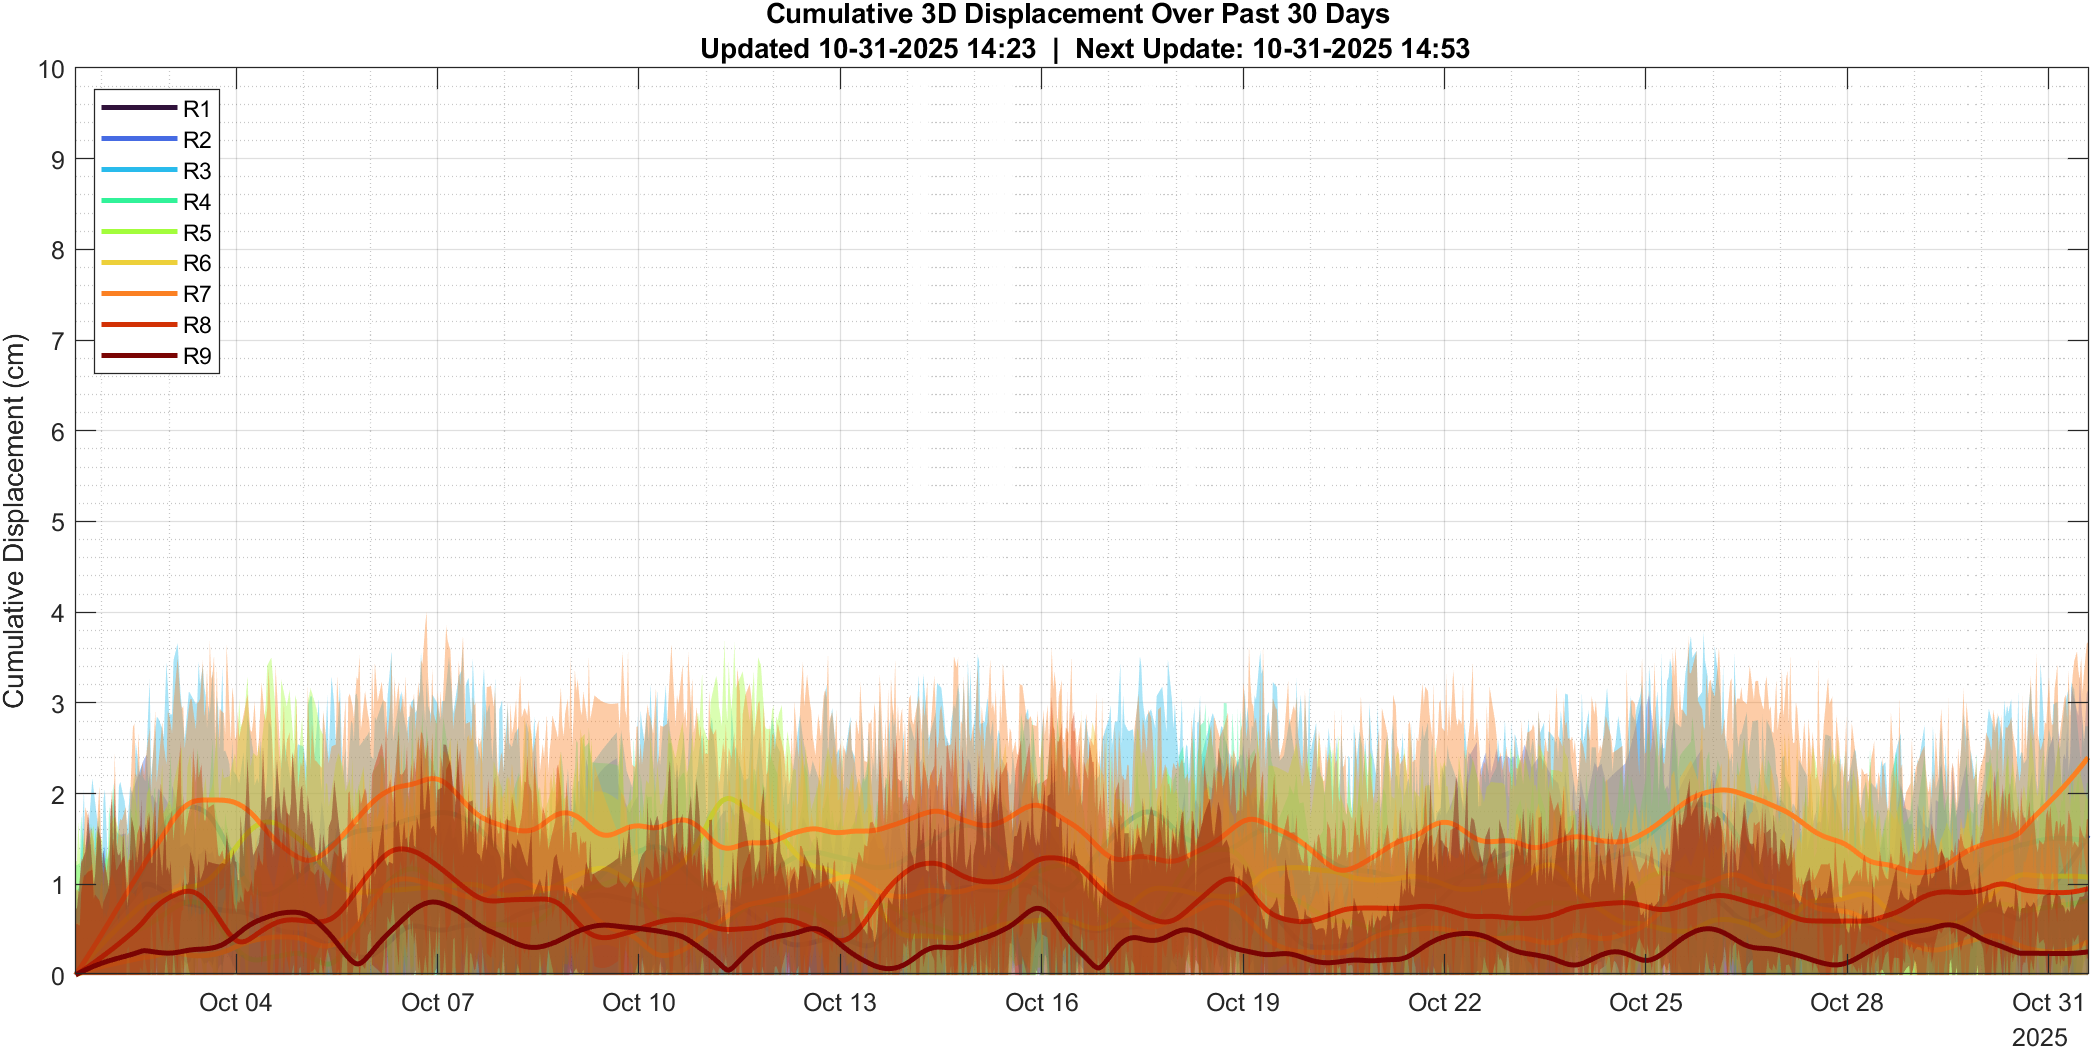 Cumulative 3D Displacement Over Past 30 Days
Updated 10-31-2025 14:23 | Next Update: 10-31-2025 14:53
Cumulative Displacement (cm)
10
9
8
7
6
5
4
3
2
1
0
R1
R2
R3
R4
R5
R6
R7
R8
R9
Oct 04
Oct 07
Oct 10
Oct 13
Oct 16
Oct 19
Oct 22
Oct 25
Oct 28
Oct 31
2025